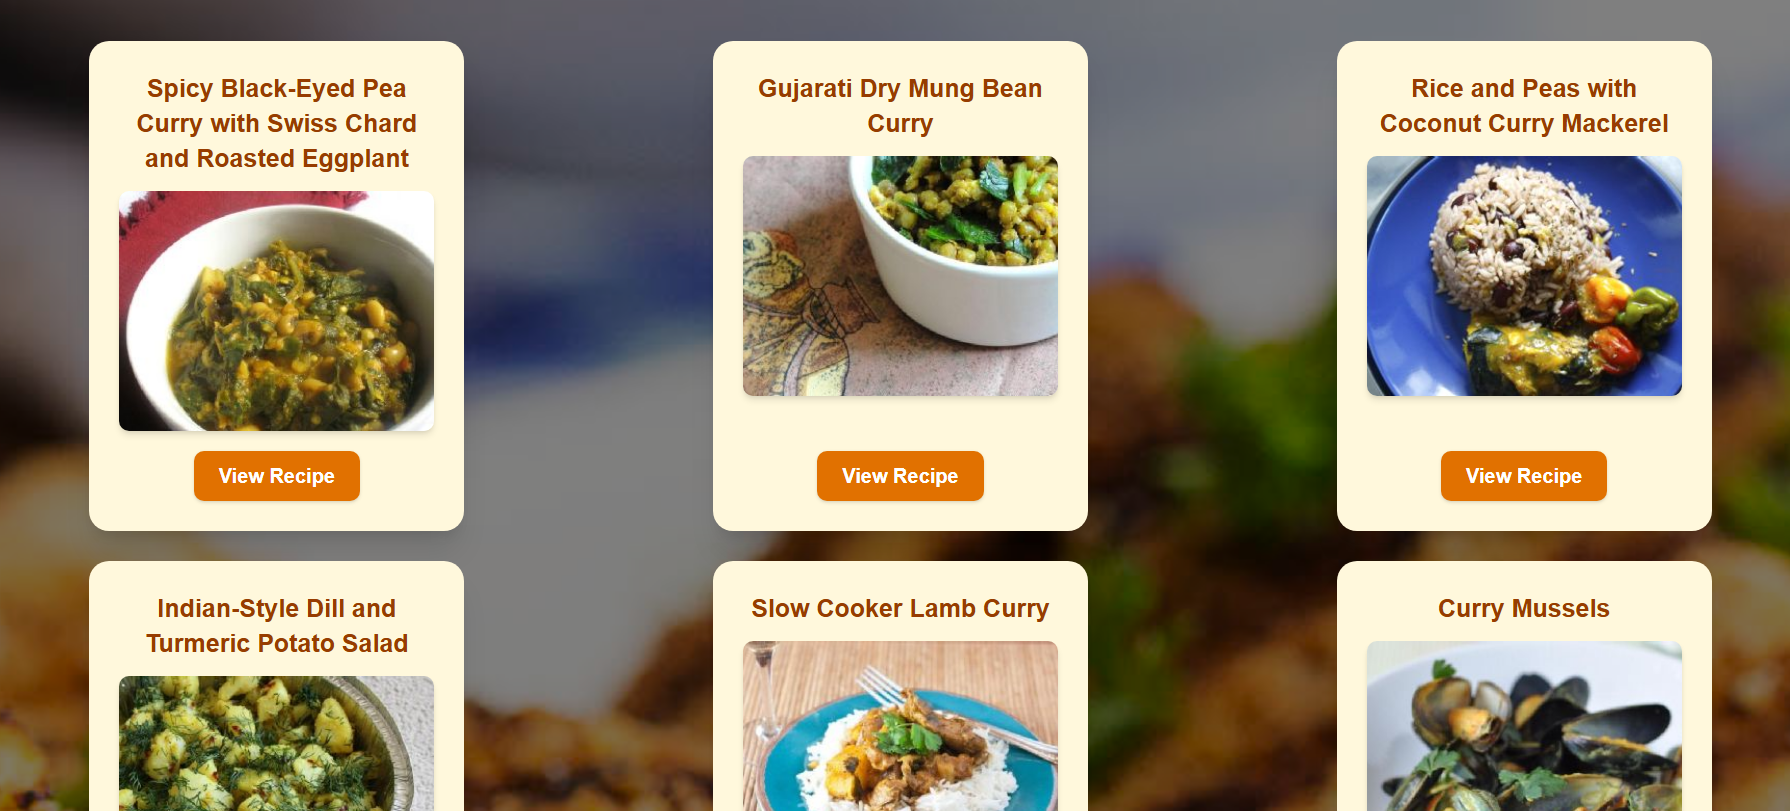 Spicy Black-Eyed Pea
Curry with Swiss Chard
and Roasted Eggplant
View Recipe
Gujarati Dry Mung Bean
Curry
View Recipe
Rice and Peas with
Coconut Curry Mackerel
View Recipe
Indian-Style Dill and
Turmeric Potato Salad
Slow Cooker Lamb Curry
Curry Mussels